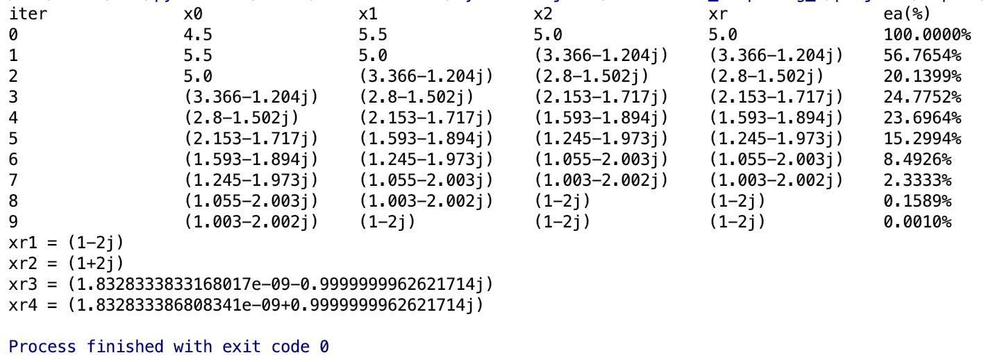 iter x0 x1 x2 xr ea(%)
0 4.5 5.5 5.0 5.0 100.0000%
1 5.5 5.0 (3.366-1.204j) (3.366-1.204j) 56.7654%
2 5.0 (3.366-1.204j) (2.8-1.502j) (2.8-1.502j) 20.1399%
3 (3.366-1.204j) (2.8-1.502j) (2.153-1.717j) (2.153-1.717j) 24.7752%
4 (2.8-1.502j) (2.153-1.717j) (1.593-1.894j) (1.593-1.894j) 23.6964%
5 (2.153-1.717j) (1.593-1.894j) (1.245-1.973j) (1.245-1.973j) 15.2994%
6 (1.593-1.894j) (1.245-1.973j) (1.055-2.003j) (1.055-2.003j) 8.4926%
7 (1.245-1.973j) (1.055-2.003j) (1.003-2.002j) (1.003-2.002j) 2.3333%
8 (1.055-2.003j) (1.003-2.002j) (1-2j) (1-2j) 0.1589%
9 (1.003-2.002j) (1-2j) (1-2j) (1-2j) 0.0010%
xr1 = (1-2j)
xr2 = (1+2j)
xr3 = (1.8328333833168017e-09-0.9999999962621714j)
xr4 = (1.832833386808341e-09+0.9999999962621714j)
Process finished with exit code 0